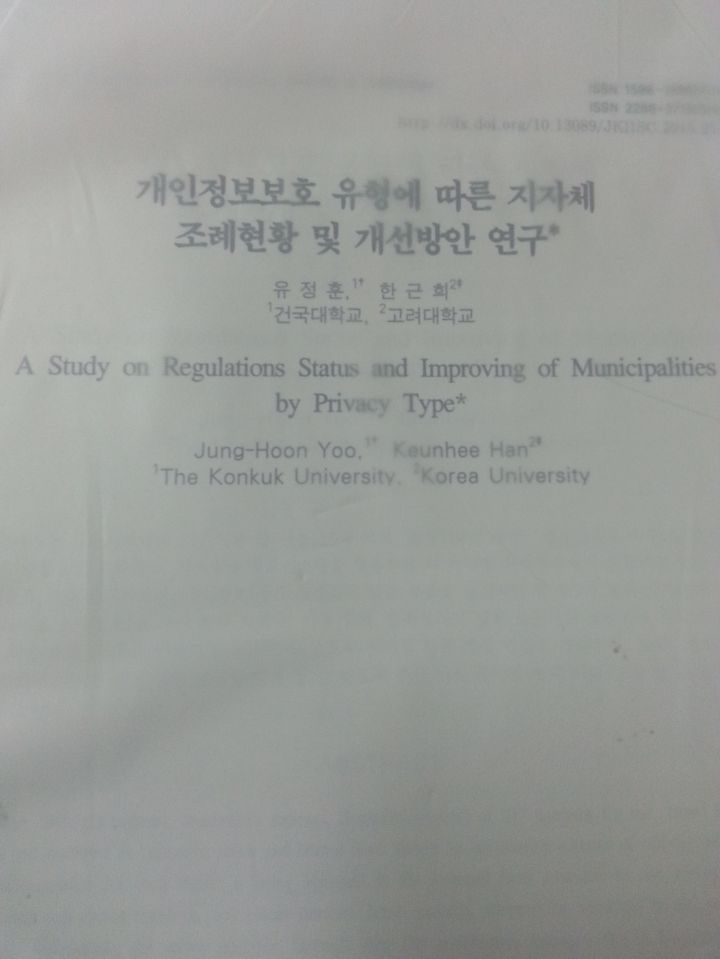 ISSN
ISSN
개인정보보호 유형에 따른 지자체
조례현황 및 개선방안 연구*
유 정 훈,1† 한 근 희2‡
1건국대학교, 2고려대학교
A Study on Regulations Status and Improving of Municipalities
by Privacy Type*
Jung-Hoon Yoo,1† Keunhee Han2‡
1The Konkuk University, 2Korea University